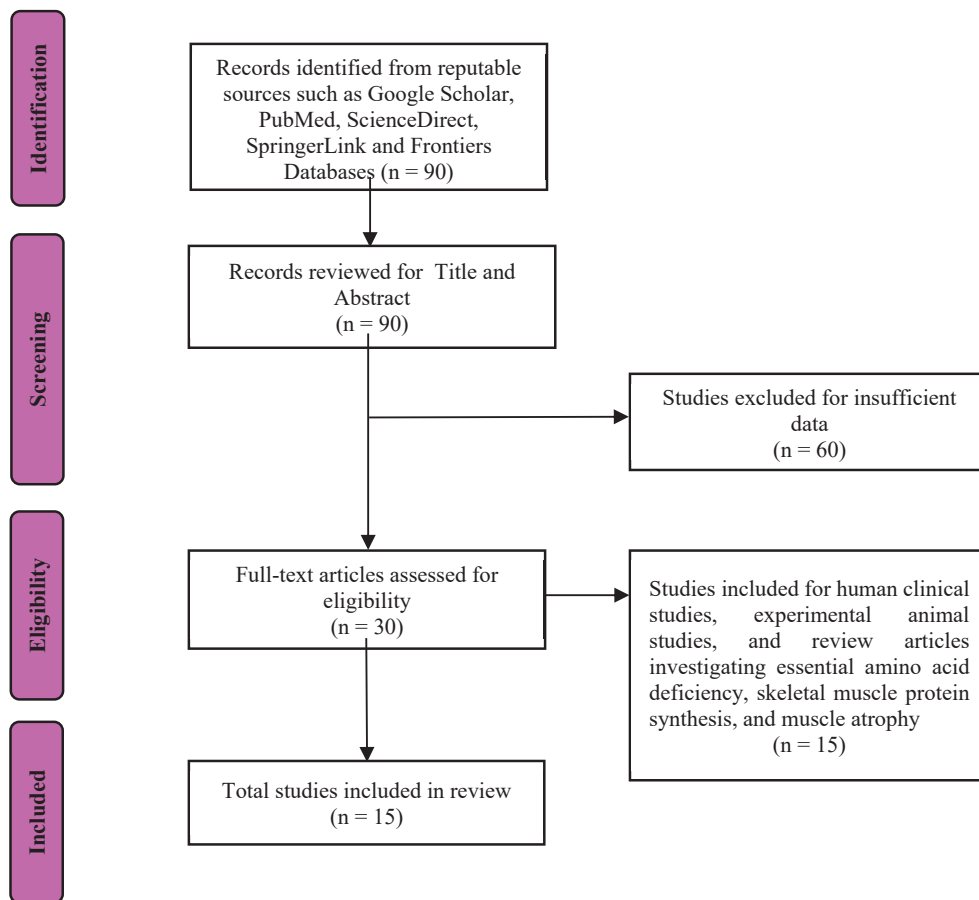 Identification
Records identified from reputable
sources such as Google Scholar,
PubMed, ScienceDirect,
SpringerLink and Frontiers
Databases (n = 90)
Screening
Records reviewed for Title and
Abstract
(n = 90)
Studies excluded for insufficient
data
(n = 60)
Eligibility
Full-text articles assessed for
eligibility
(n = 30)
Studies included for human clinical
studies, experimental animal
studies, and review articles
investigating essential amino acid
deficiency, skeletal muscle protein
synthesis, and muscle atrophy
(n = 15)
Included
Total studies included in review
(n = 15)